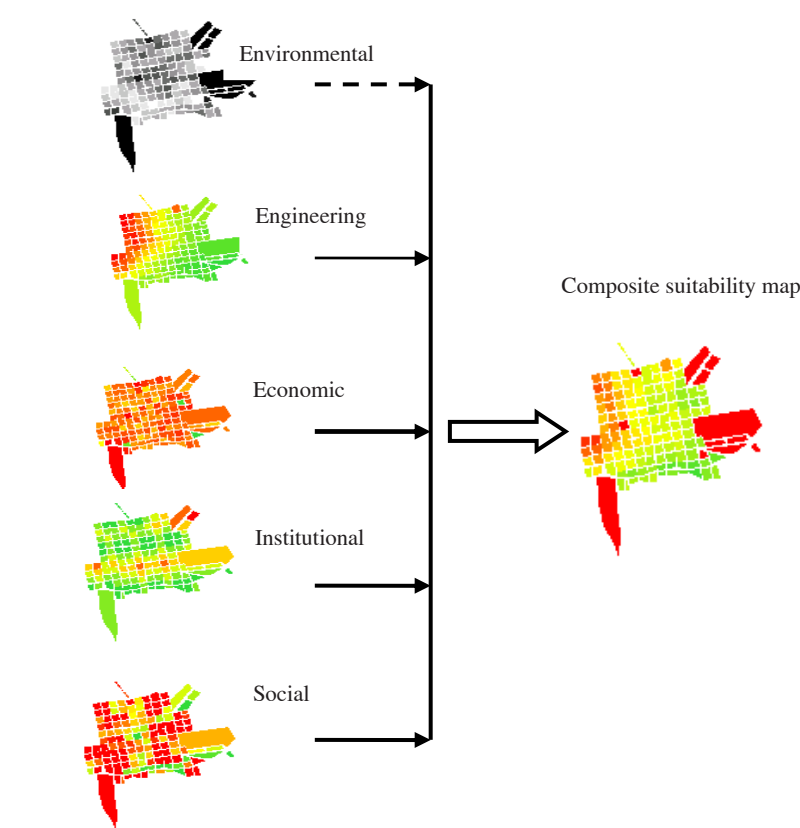 Environmental
Engineering
Composite suitability map
Economic
Institutional
Social